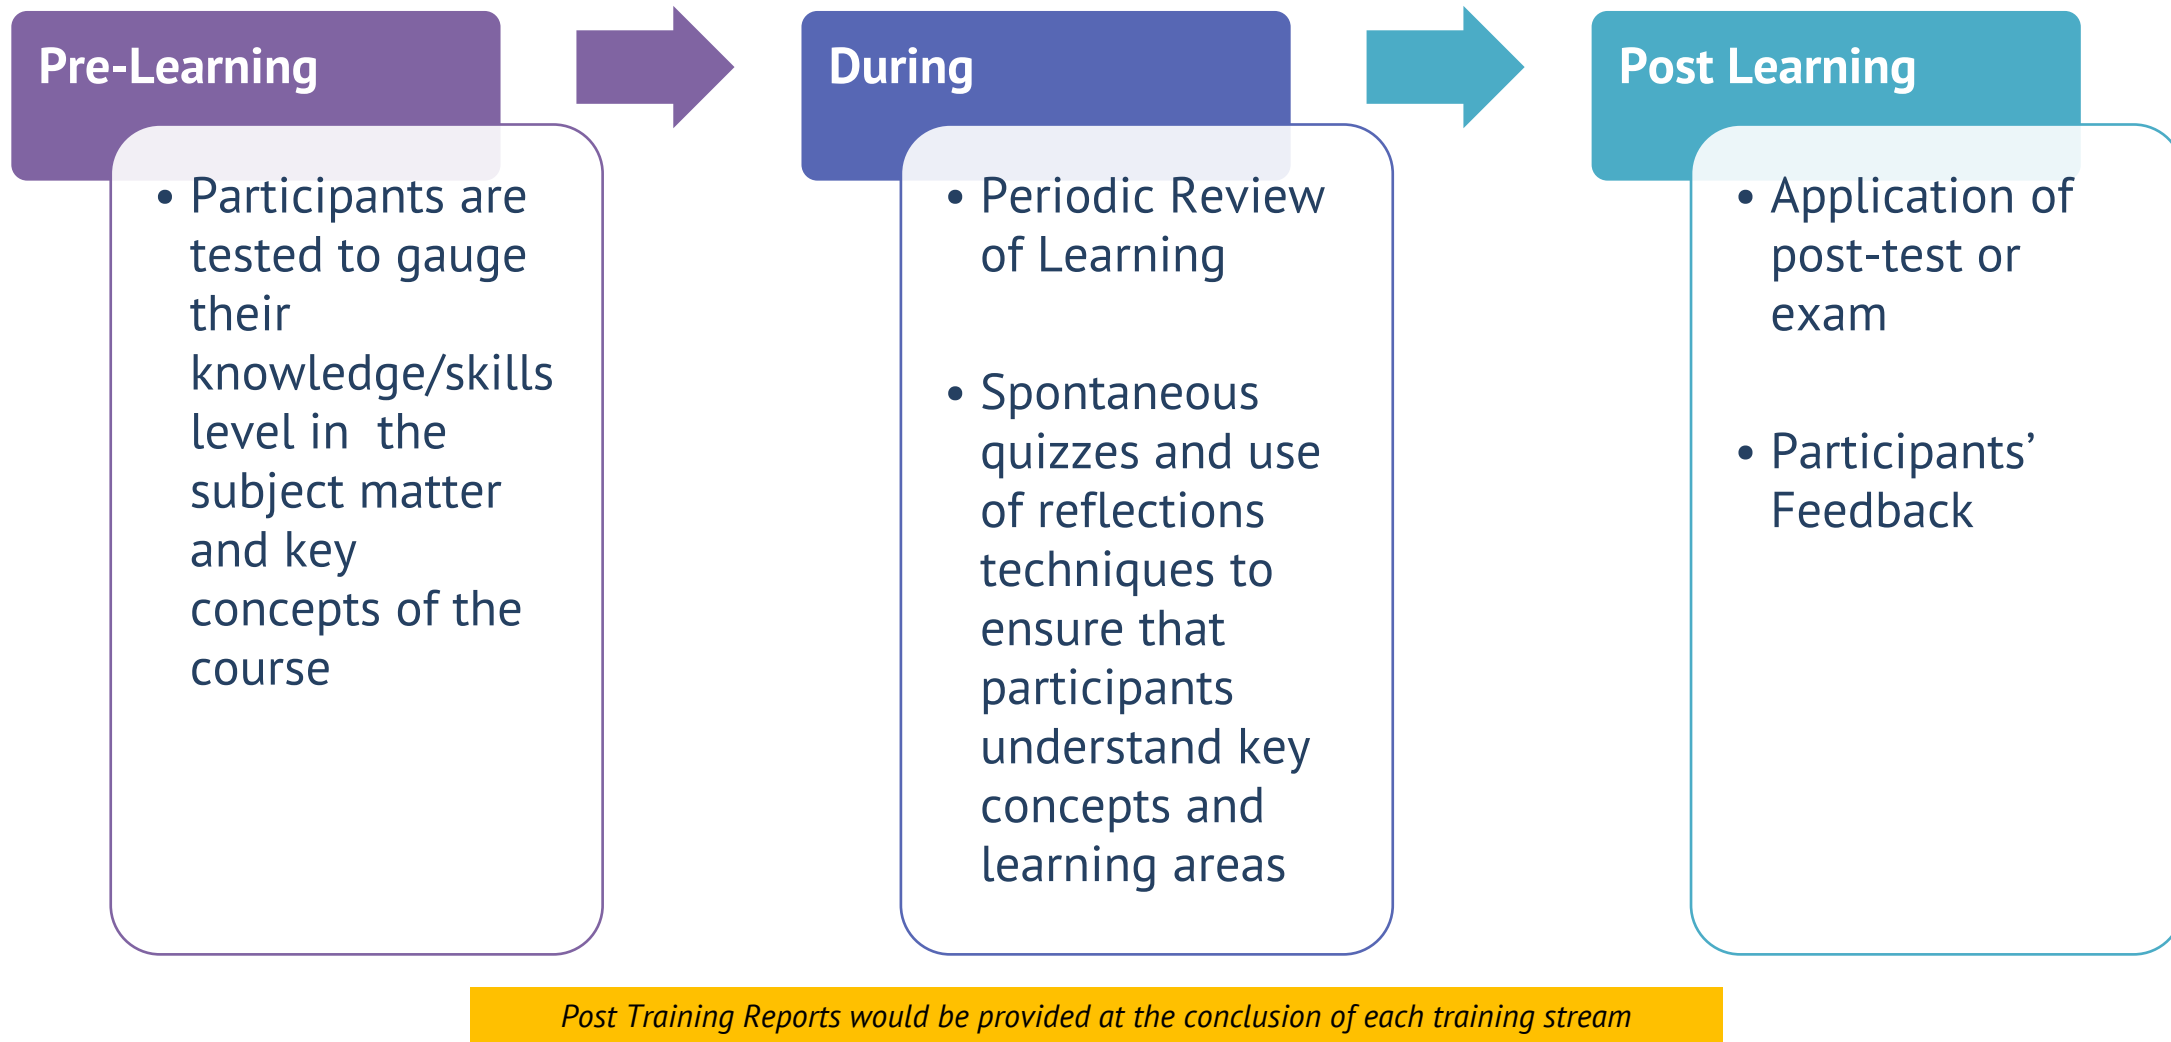 Pre-Learning
• Participants are
tested to gauge
their
knowledge/skills
level in  the
subject matter
and key
concepts of the
course
During
• Periodic Review
of Learning
• Spontaneous
quizzes and use
of reflections
techniques to
ensure that
participants
understand key
concepts and
learning areas
Post Learning
• Application of
post-test or
exam
• Participants’
Feedback
Post Training Reports would be provided at the conclusion of each training stream